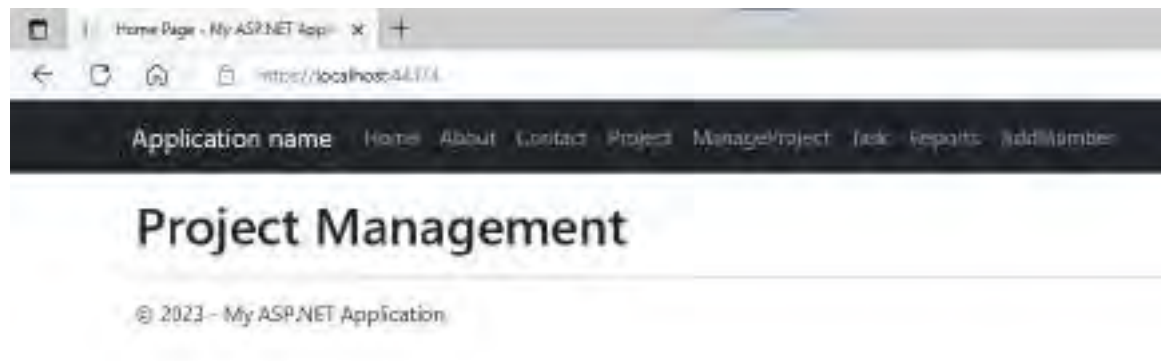 Home Page - My ASP.NET App
https://localhost:44374
Application name Home About Contact Project ManageProject Task Reports AddMember
Project Management
© 2023 - My ASP.NET Application